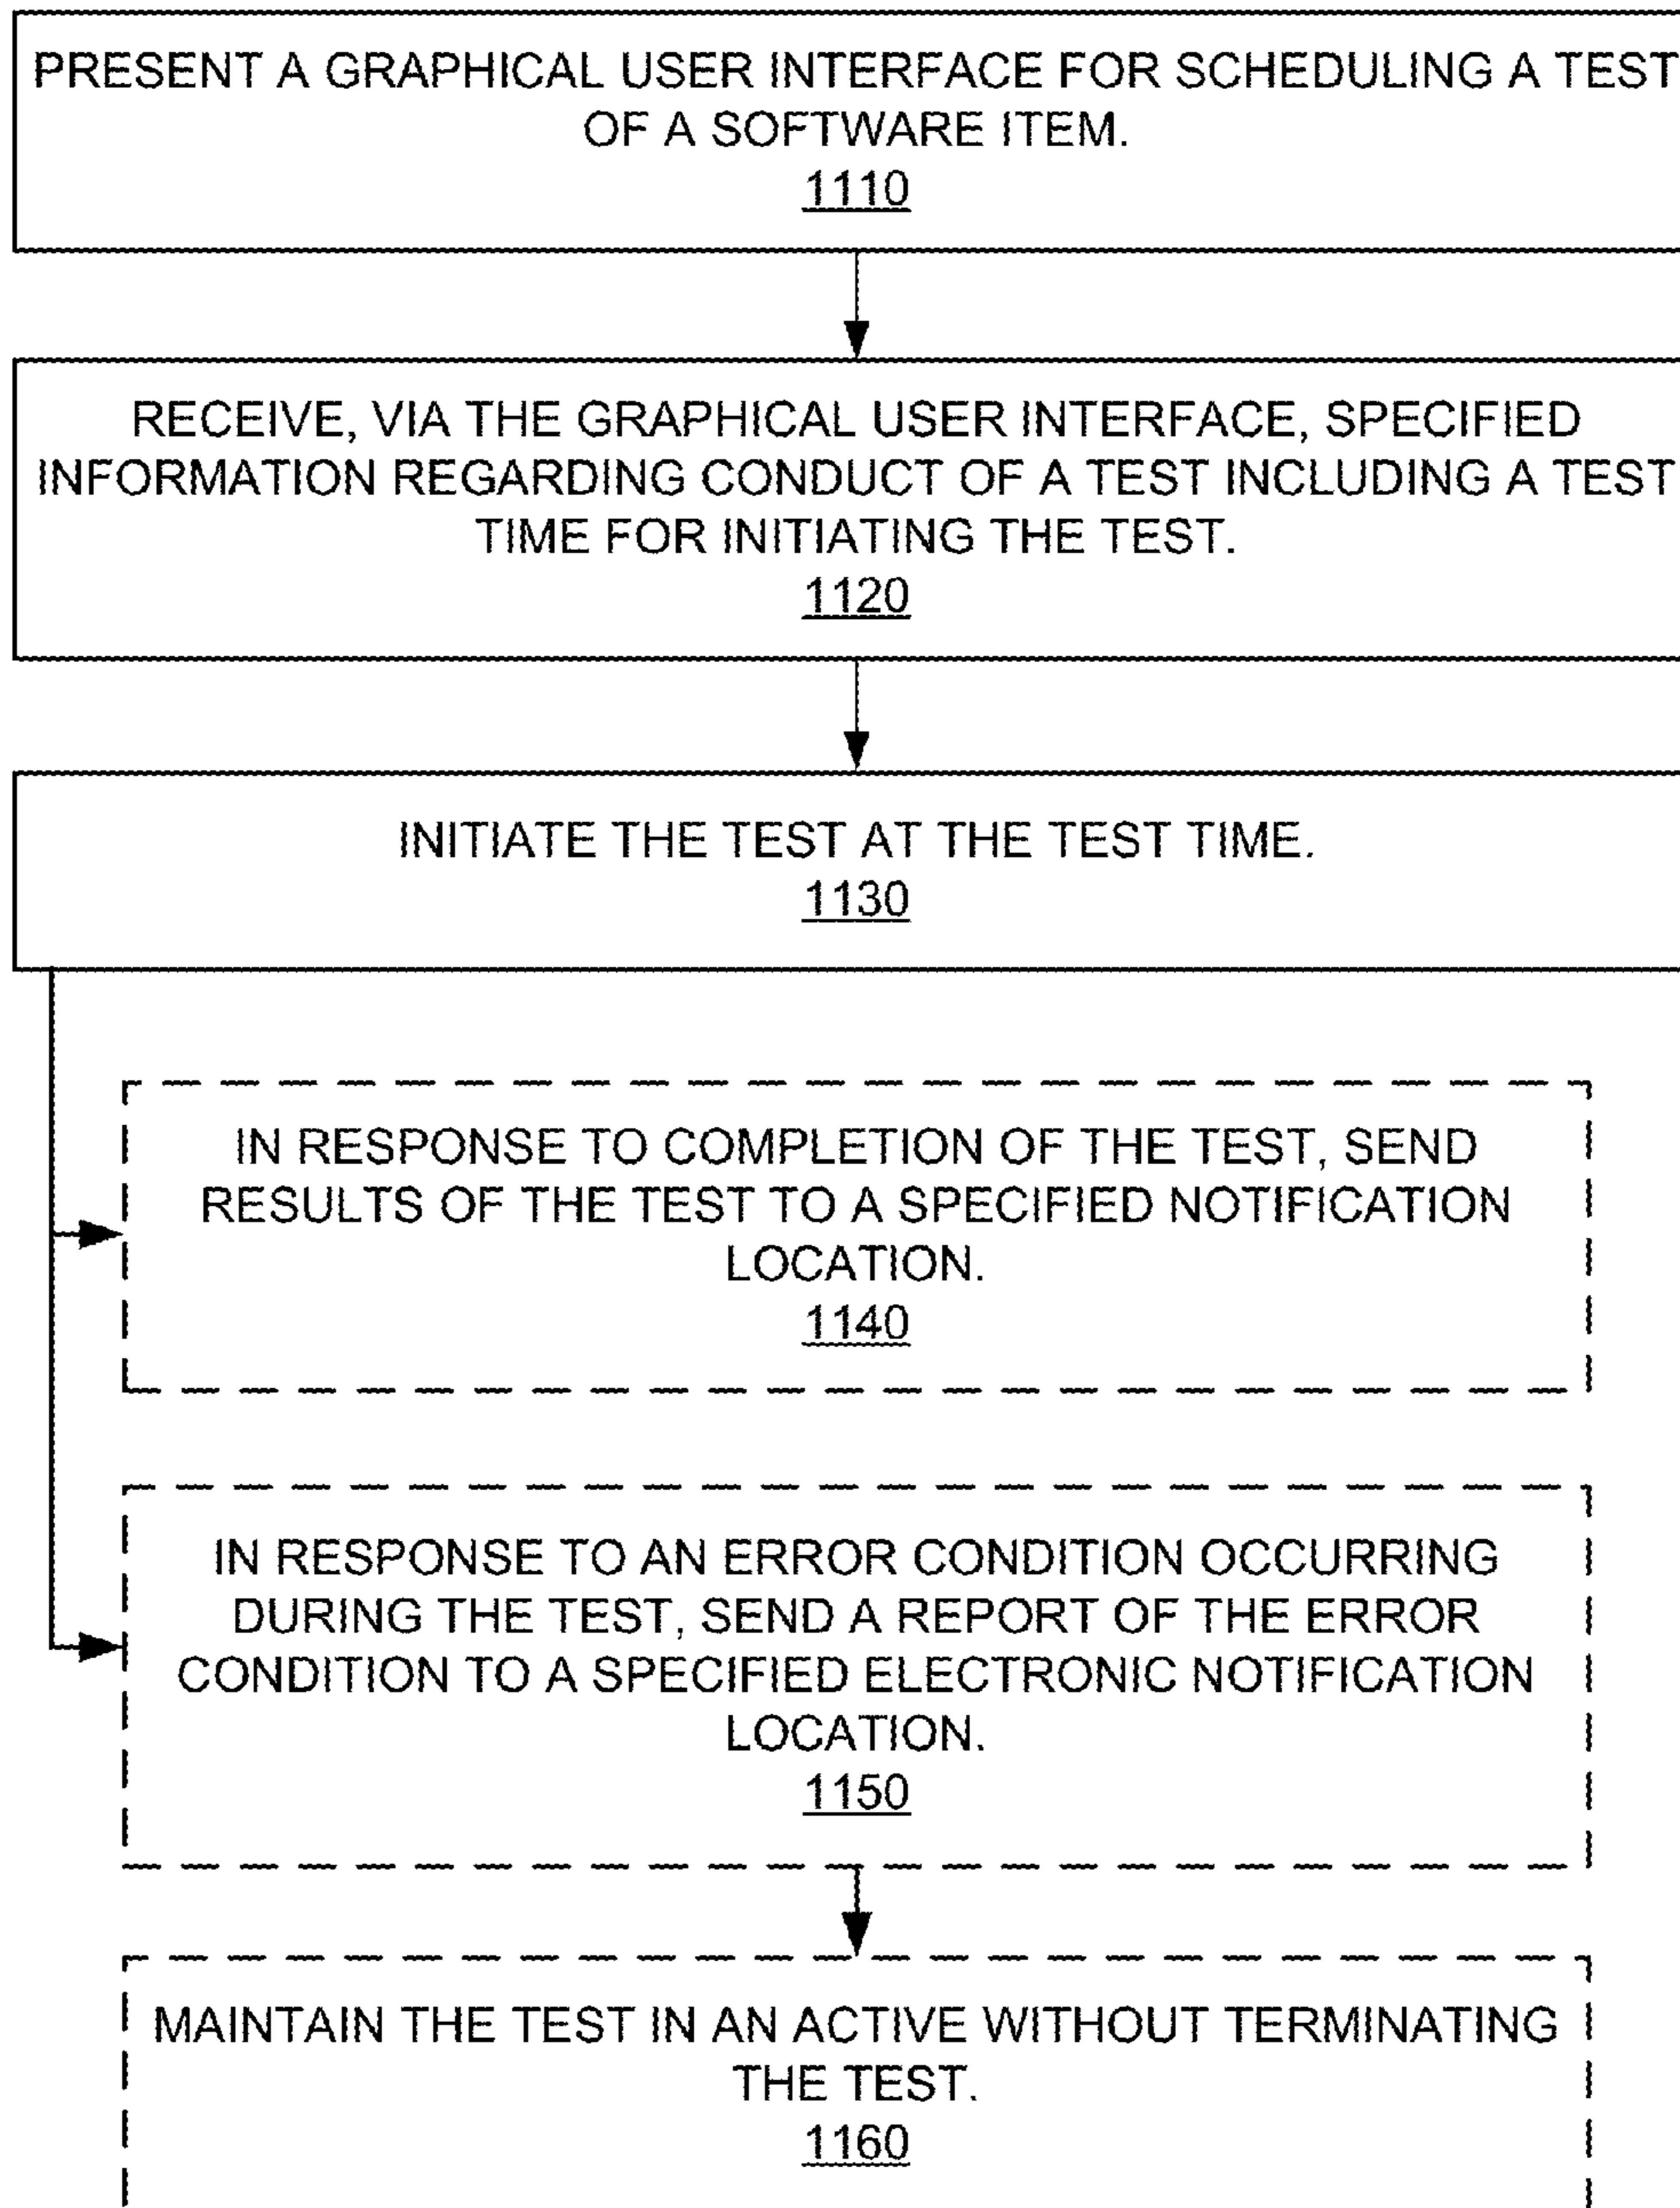 PRESENT A GRAPHICAL USER INTERFACE FOR SCHEDULING A TEST
OF A SOFTWARE ITEM.
1110
RECEIVE, VIA THE GRAPHICAL USER INTERFACE, SPECIFIED
INFORMATION REGARDING CONDUCT OF A TEST INCLUDING A TEST
TIME FOR INITIATING THE TEST.
1120
INITIATE THE TEST AT THE TEST TIME.
1130
IN RESPONSE TO COMPLETION OF THE TEST, SEND
RESULTS OF THE TEST TO A SPECIFIED NOTIFICATION
LOCATION.
1140
IN RESPONSE TO AN ERROR CONDITION OCCURRING
DURING THE TEST, SEND A REPORT OF THE ERROR
CONDITION TO A SPECIFIED ELECTRONIC NOTIFICATION
LOCATION.
1150
MAINTAIN THE TEST IN AN ACTIVE WITHOUT TERMINATING
THE TEST.
1160